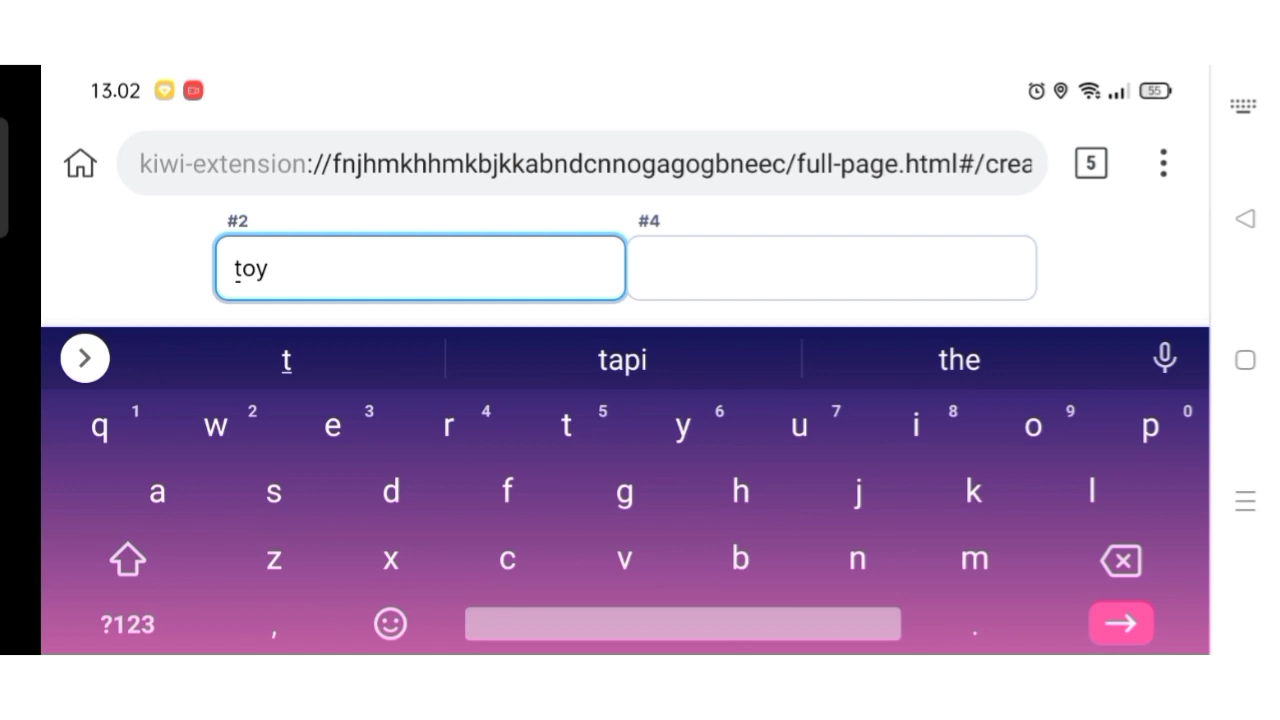 13.02 55
kiwi-extension://fnjhmkhhmkbjkkabndcnnogagogbneec/full-page.html#/crea 5
#2 #4
toy
t tapi the
q 1 w 2 e 3 r 4 t 5 y 6 u 7 i 8 o 9 p 0
a s d f g h j k l
z x c v b n m
?123 , .